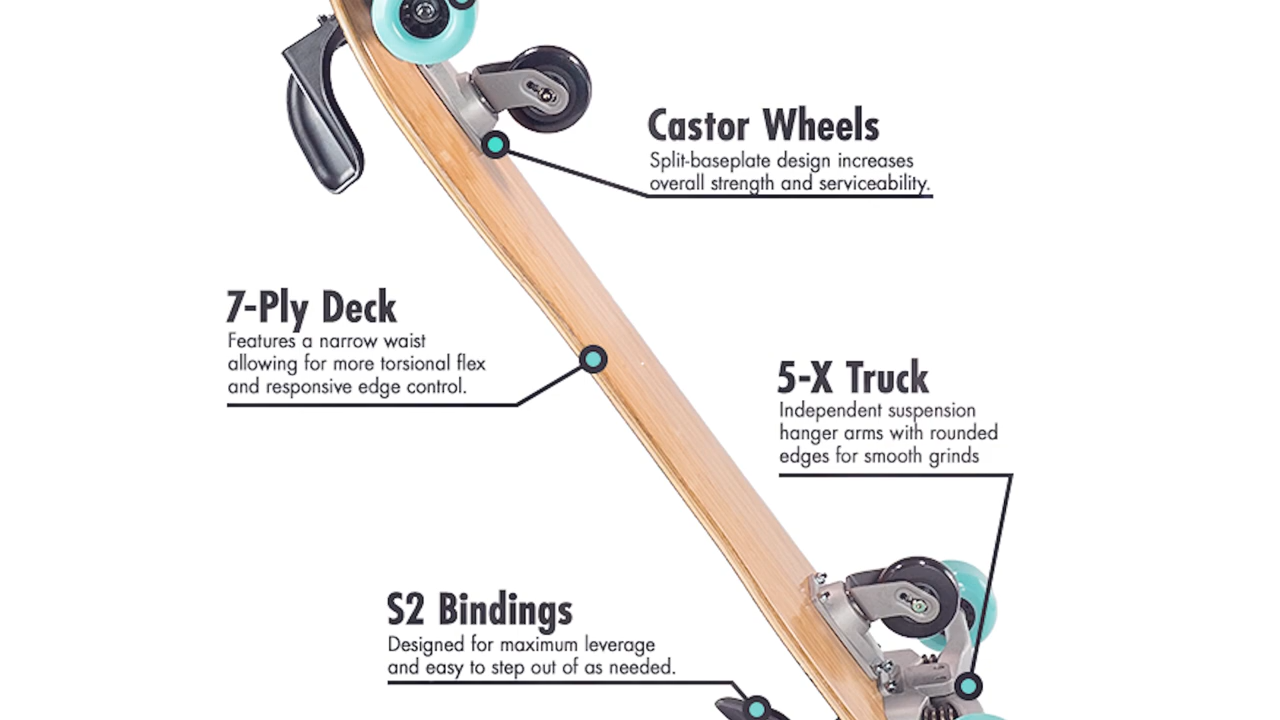 Castor Wheels
Split-baseplate design increases
overall strength and serviceability.
7-Ply Deck
Features a narrow waist
allowing for more torsional flex
and responsive edge control.
5-X Truck
Independent suspension
hanger arms with rounded
edges for smooth grinds
S2 Bindings
Designed for maximum leverage
and easy to step out of as needed.